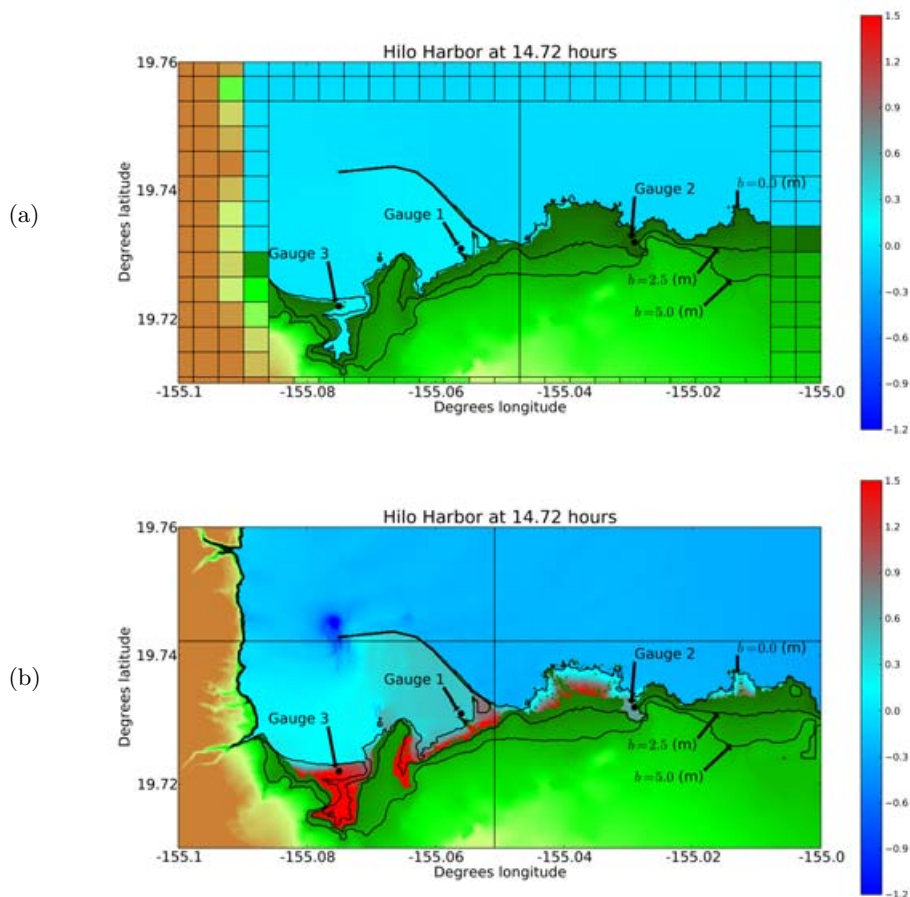 (a)
Hilo Harbor at 14.72 hours
19.76
19.74
19.72
Degrees latitude
Gauge 1
Gauge 2
Gauge 3
b=0.0 (m)
b=2.5 (m)
b=5.0 (m)
-155.1 -155.08 -155.06 -155.04 -155.02 -155.0
Degrees longitude
1.5
1.2
0.9
0.6
0.3
0.0
−0.3
−0.6
−0.9
−1.2
(b)
Hilo Harbor at 14.72 hours
19.76
19.74
19.72
Degrees latitude
Gauge 1
Gauge 2
Gauge 3
b=0.0 (m)
b=2.5 (m)
b=5.0 (m)
-155.1 -155.08 -155.06 -155.04 -155.02 -155.0
Degrees longitude
1.5
1.2
0.9
0.6
0.3
0.0
−0.3
−0.6
−0.9
−1.2